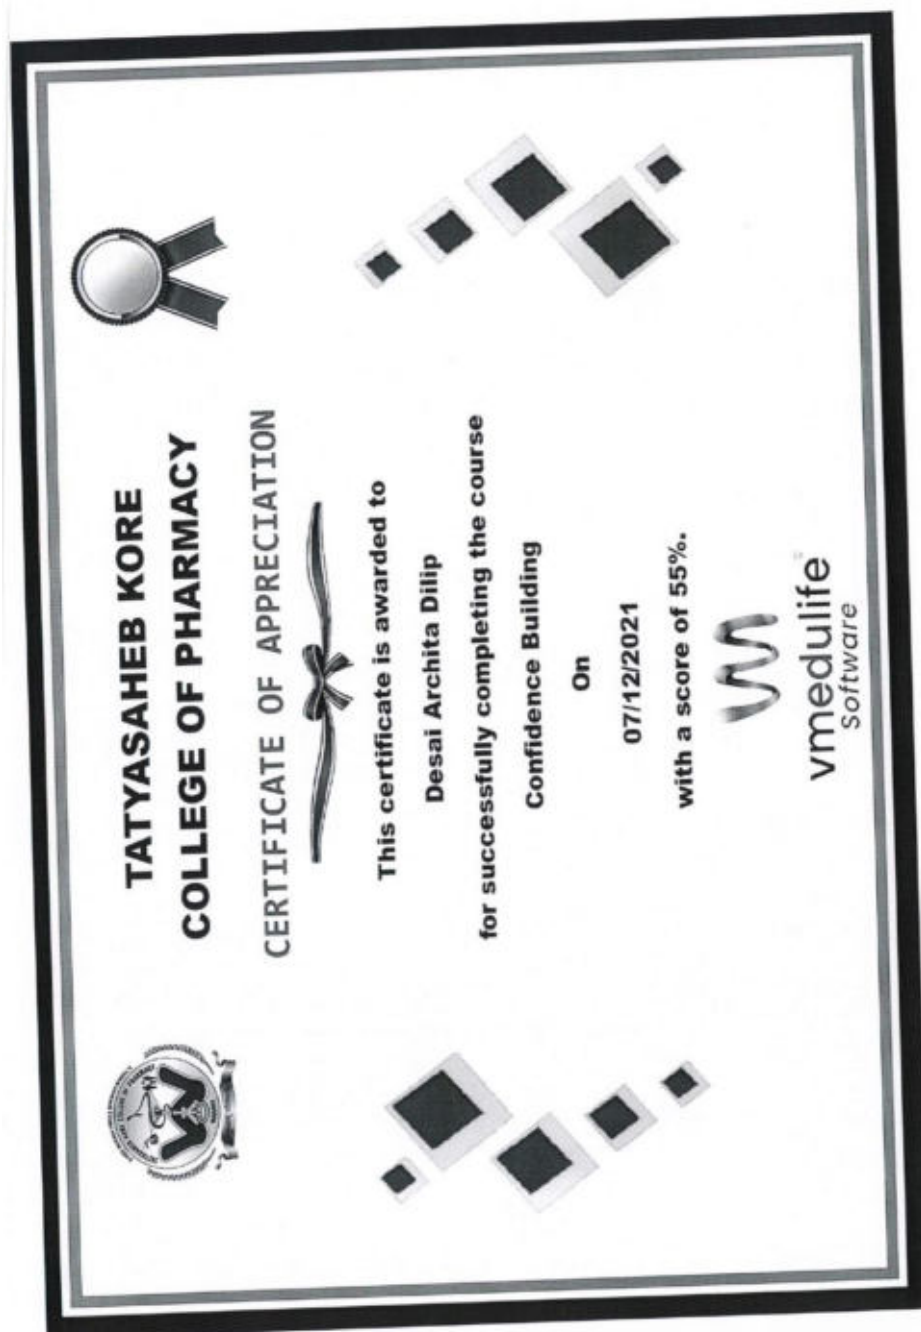 TATYASAHEB KORE
COLLEGE OF PHARMACY
CERTIFICATE OF APPRECIATION
This certificate is awarded to
Desai Archita Dilip
for successfully completing the course
Confidence Building
On
07/12/2021
with a score of 55%.
vmedulife
Software